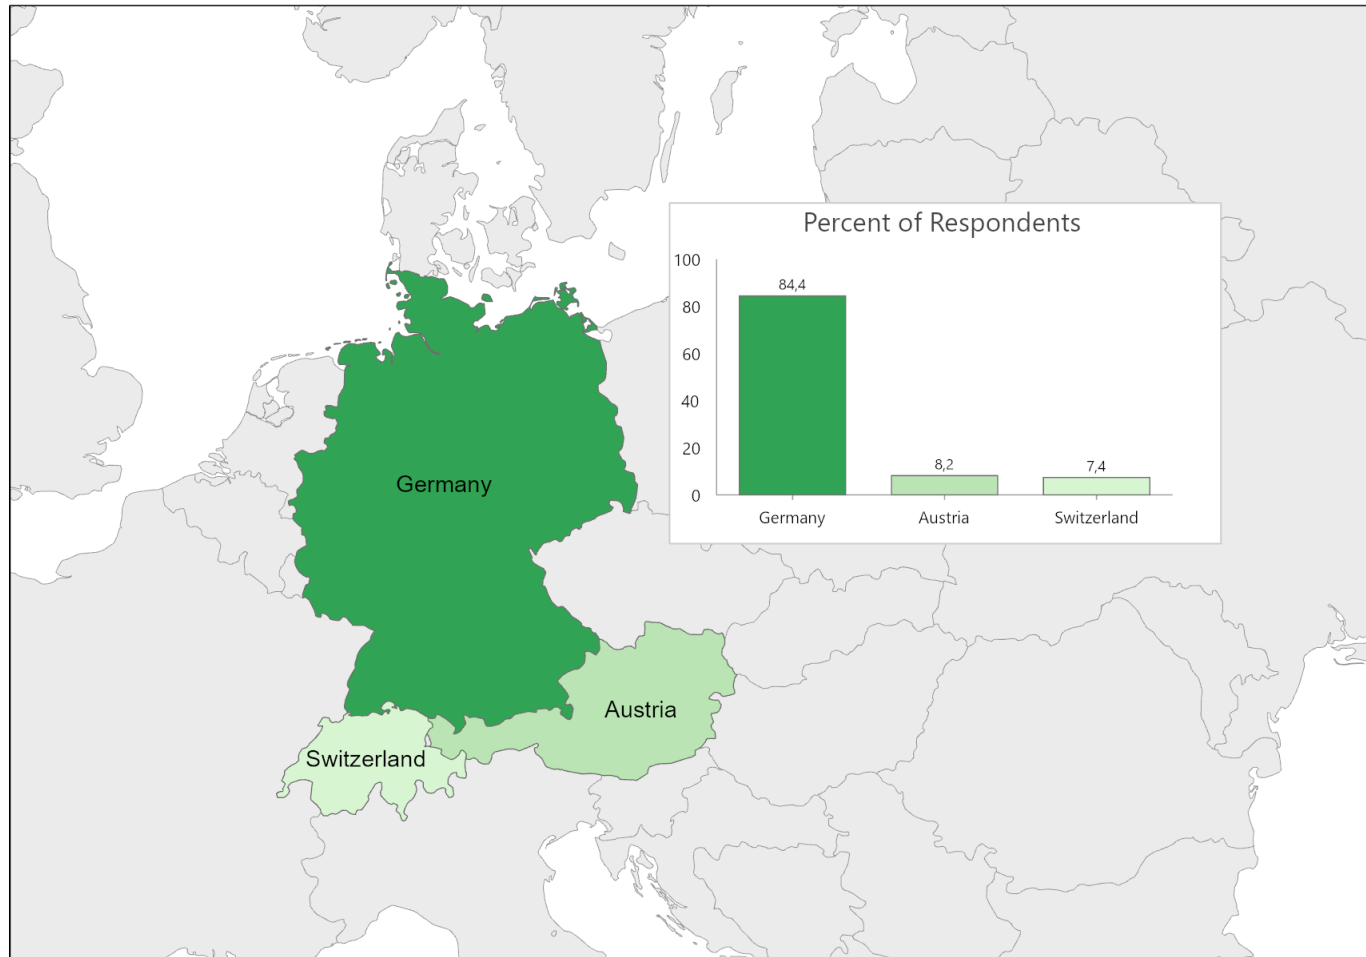 Percent of Respondents
100
80
60
40
20
0
84,4
8,2
7,4
Germany
Austria
Switzerland
Germany
Austria
Switzerland